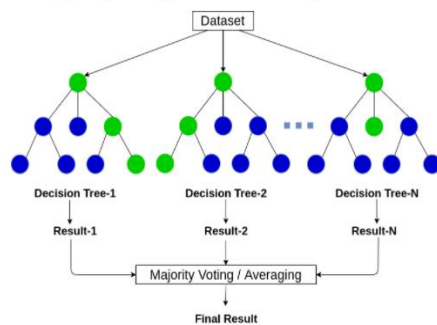 Dataset
Decision Tree-1 Decision Tree-2 Decision Tree-N
Result-1 Result-2 Result-N
Majority Voting / Averaging
Final Result